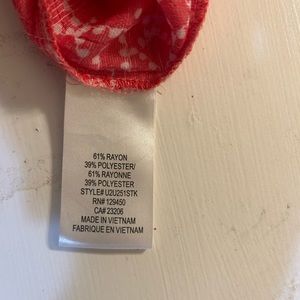 61% RAYON
39% POLYESTER/
61% RAYONNE
39% POLYESTER
STYLE# U2U251STK
RN# 129450
CA# 23206
MADE IN VIETNAM
FABRIQUE EN VIETNAM